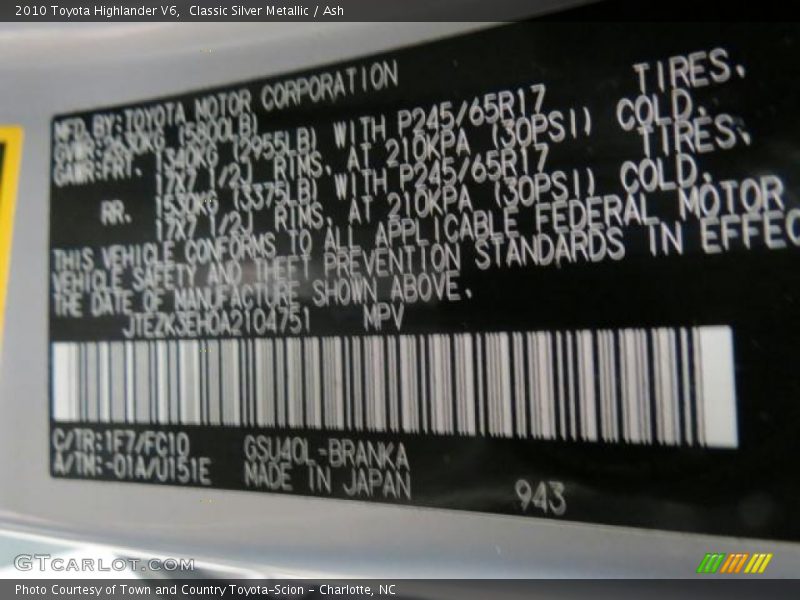 2010 Toyota Highlander V6, Classic Silver Metallic / Ash
MFD.BY:TOYOTA MOTOR CORPORATION
GVWR:2630KG (5800LB)
GAWR:FRT. 1340KG (2955LB) WITH P245/65R17 TIRES,
17X7 1/2J RIMS, AT 210KPA (30PSI) COLD.
RR. 1530KG (3375LB) WITH P245/65R17 TIRES,
17X7 1/2J RIMS, AT 210KPA (30PSI) COLD.
THIS VEHICLE CONFORMS TO ALL APPLICABLE FEDERAL MOTOR
VEHICLE SAFETY AND THEFT PREVENTION STANDARDS IN EFFEC
THE DATE OF MANUFACTURE SHOWN ABOVE.
JTEZK3EH0A2104751 MPV
C/TR:1F7/FC10 GSU40L-BRANKA
A/TM:-01A/U151E MADE IN JAPAN
943
GTCARLOT.COM
Photo Courtesy of Town and Country Toyota-Scion - Charlotte, NC